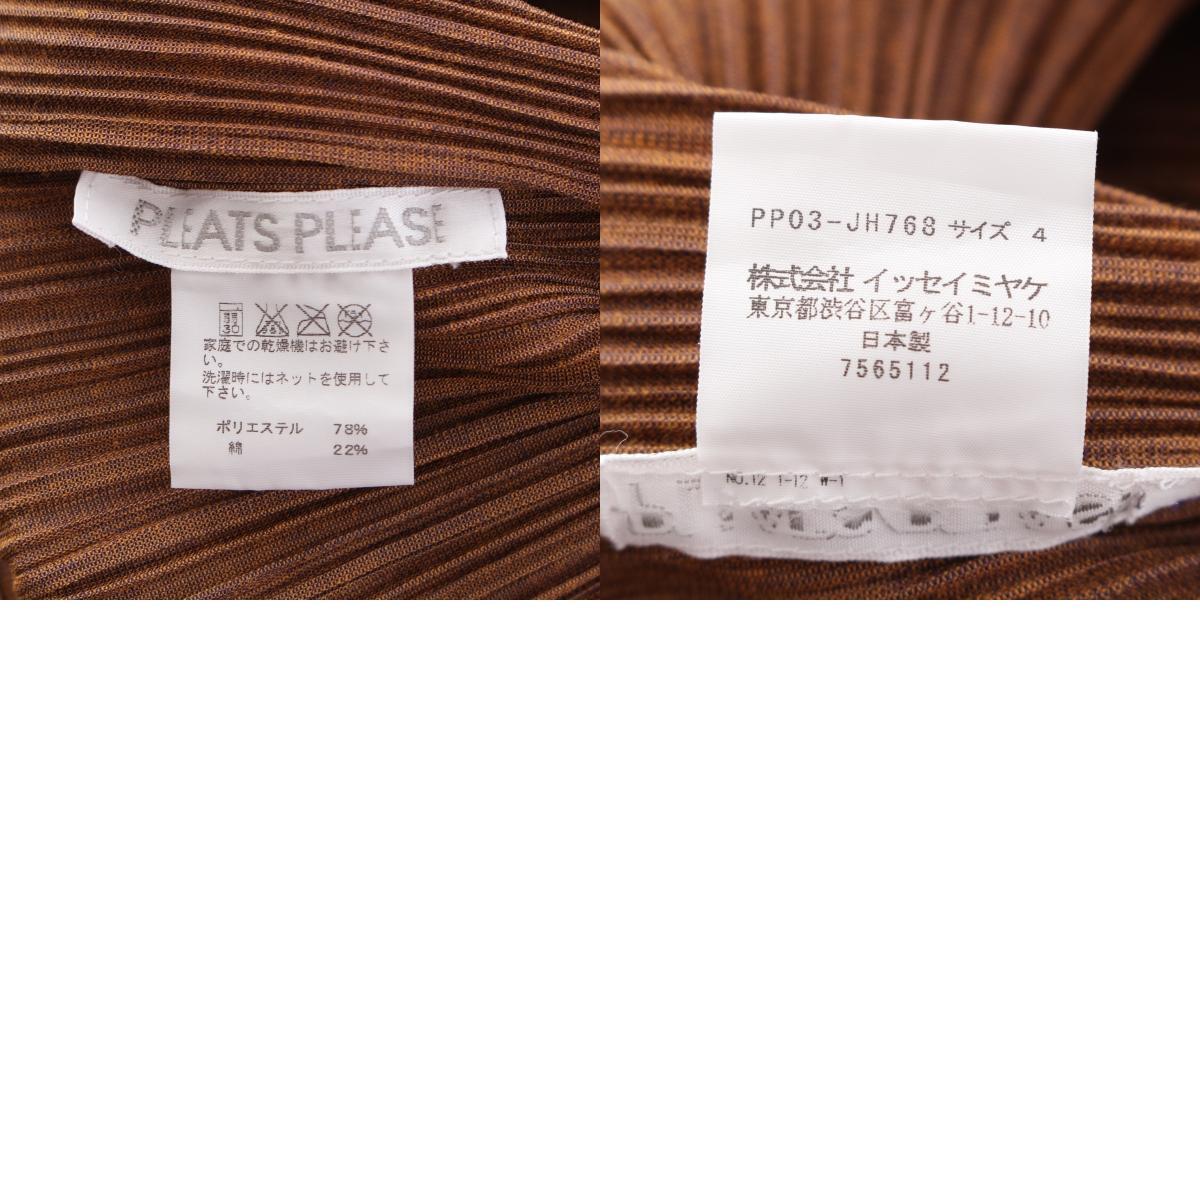 PLEATS PLEASE
30
家庭での乾燥機はお避け下さ
い。
洗濯時にはネットを使用して
下さい。
ポリエステル 78%
綿 22%
PP03-JH768 サイズ 4
株式会社 イッセイミヤケ
東京都渋谷区富ヶ谷1-12-10
日本製
7565112
NO.12 1-12 W-1